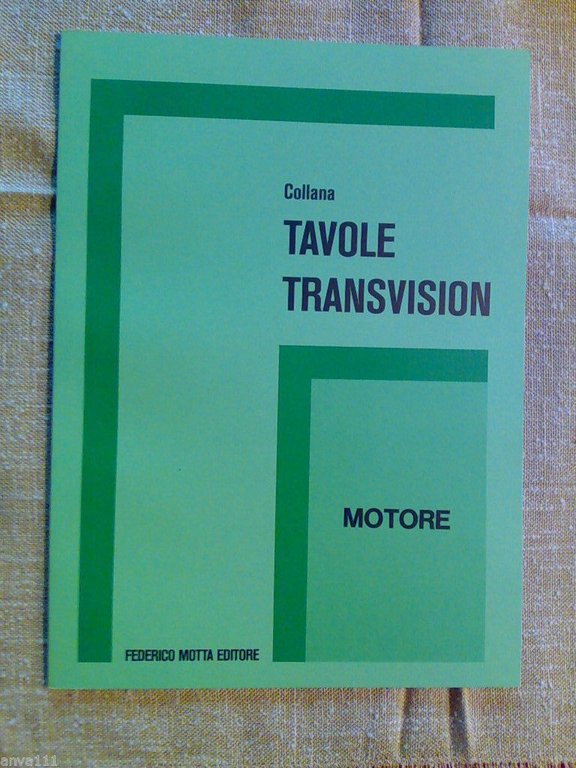 Collana
TAVOLE
TRANSVISION
MOTORE
FEDERICO MOTTA EDITORE
anva111